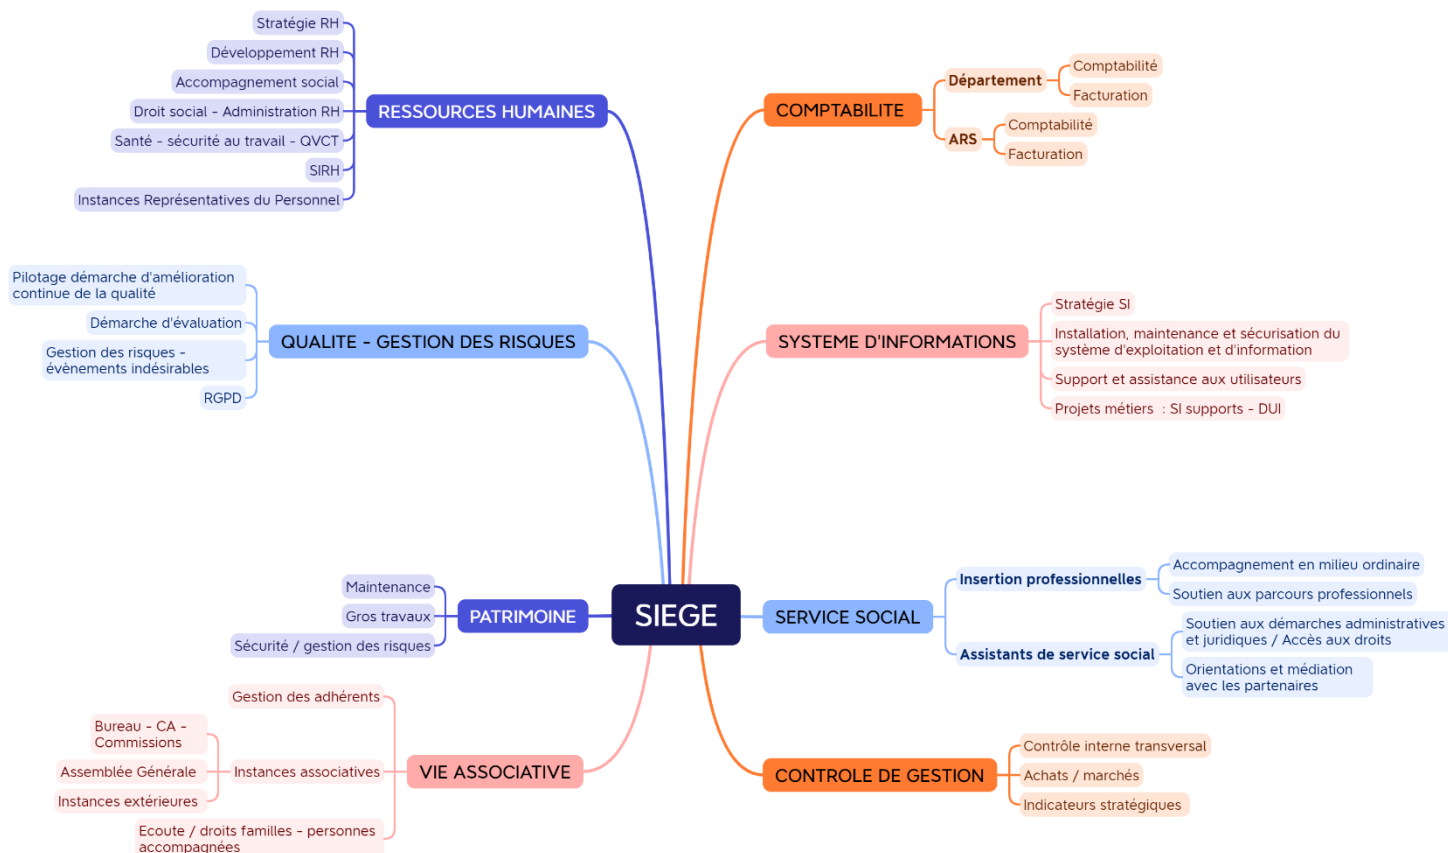 SIEGE
RESSOURCES HUMAINES
Stratégie RH
Développement RH
Accompagnement social
Droit social - Administration RH
Santé - sécurité au travail - QVCT
SIRH
Instances Représentatives du Personnel
QUALITE - GESTION DES RISQUES
Pilotage démarche d'amélioration
continue de la qualité
Démarche d'évaluation
Gestion des risques -
évènements indésirables
RGPD
PATRIMOINE
Maintenance
Gros travaux
Sécurité / gestion des risques
VIE ASSOCIATIVE
Gestion des adhérents
Instances associatives
Bureau - CA -
Commissions
Assemblée Générale
Instances extérieures
Ecoute / droits familles - personnes
accompagnées
COMPTABILITE
Département
Comptabilité
Facturation
ARS
Comptabilité
Facturation
SYSTEME D'INFORMATIONS
Stratégie SI
Installation, maintenance et sécurisation du
système d'exploitation et d'information
Support et assistance aux utilisateurs
Projets métiers  : SI supports - DUI
SERVICE SOCIAL
Insertion professionnelles
Accompagnement en milieu ordinaire
Soutien aux parcours professionnels
Assistants de service social
Soutien aux démarches administratives
et juridiques / Accès aux droits
Orientations et médiation
avec les partenaires
CONTROLE DE GESTION
Contrôle interne transversal
Achats / marchés
Indicateurs stratégiques